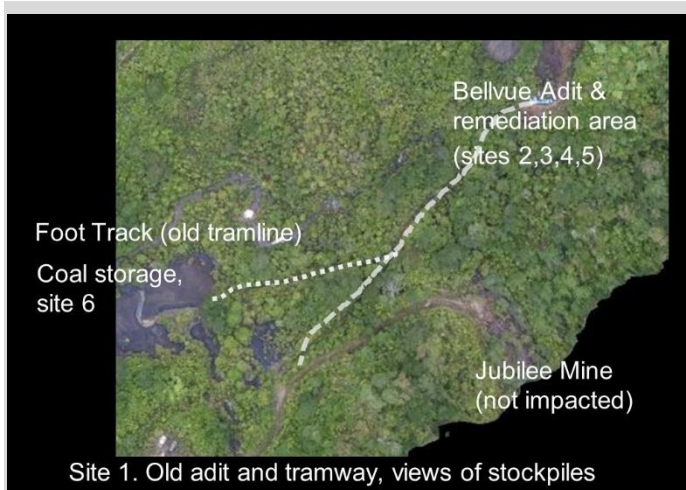 Bellvue Adit &
remediation area
(sites 2,3,4,5)
Foot Track (old tramline)
Coal storage,
site 6
Jubilee Mine
(not impacted)
Site 1. Old adit and tramway, views of stockpiles